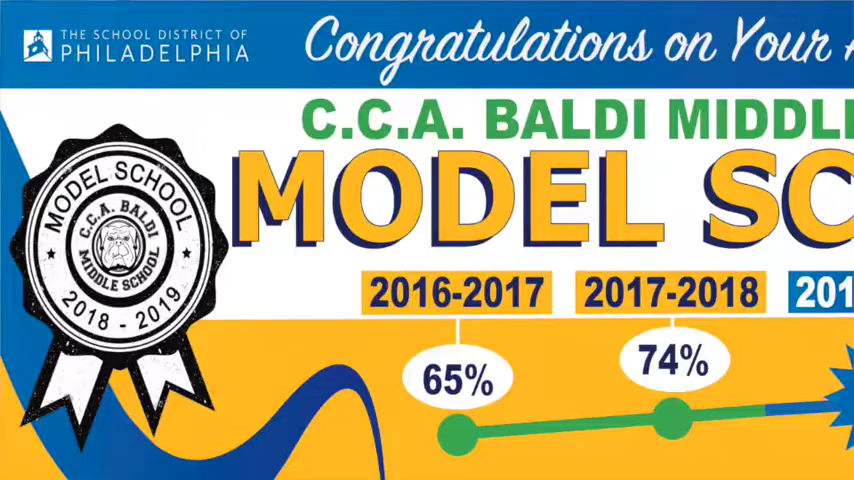 THE SCHOOL DISTRICT OF
PHILADELPHIA
Congratulations on Your A
C.C.A. BALDI MIDDLE
MODEL SC
MODEL SCHOOL
C.C.A. BALDI
MIDDLE SCHOOL
2018 - 2019
2016-2017
2017-2018
201
65%
74%